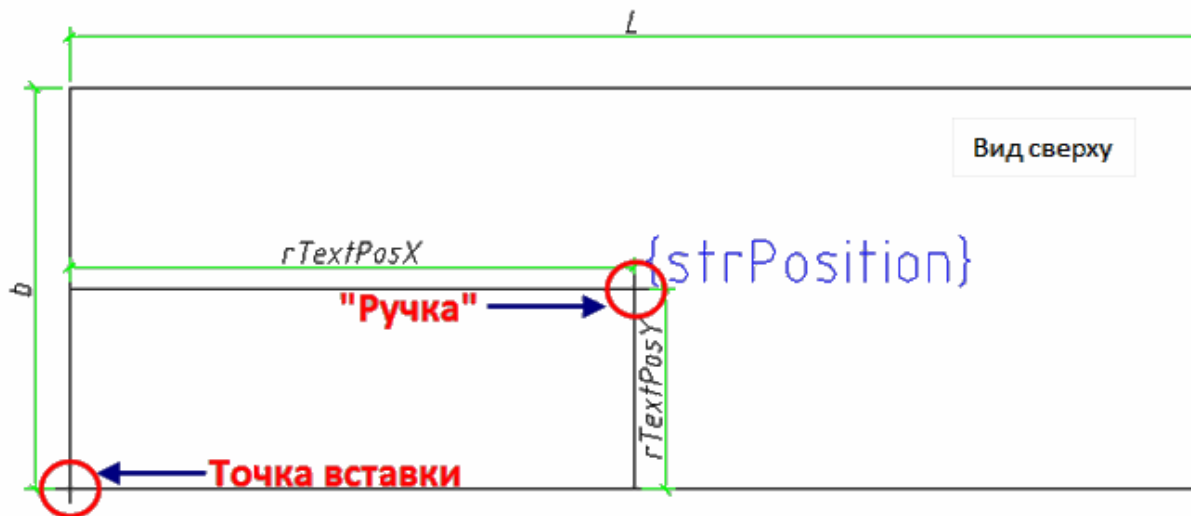 L
Вид сверху
rTextPosX
{strPosition}
b
"Ручка"
rTextPosY
Точка вставки